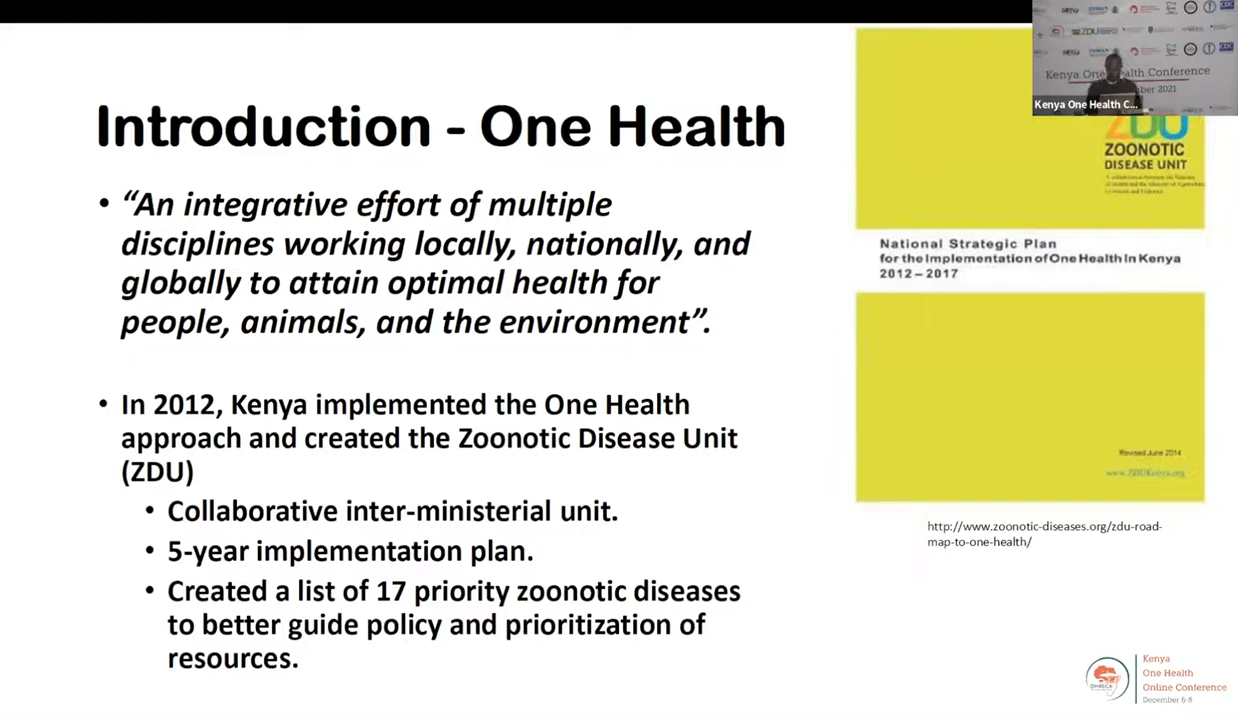 Introduction - One Health
• “An integrative effort of multiple
disciplines working locally, nationally, and
globally to attain optimal health for
people, animals, and the environment”.
• In 2012, Kenya implemented the One Health
approach and created the Zoonotic Disease Unit
(ZDU)
• Collaborative inter-ministerial unit.
• 5-year implementation plan.
• Created a list of 17 priority zoonotic diseases
to better guide policy and prioritization of
resources.
ZDU
Kenya One Health Conference
2021
Kenya One Health C...
ZDU
ZOONOTIC
DISEASE UNIT
National Strategic Plan
for the Implementation of One Health In Kenya
2012 – 2017
Revised June 2014
www.ZDUKenya.org
http://www.zoonotic-diseases.org/zdu-road-
map-to-one-health/
OHRECA
Kenya
One Health
Online Conference
December 6-8